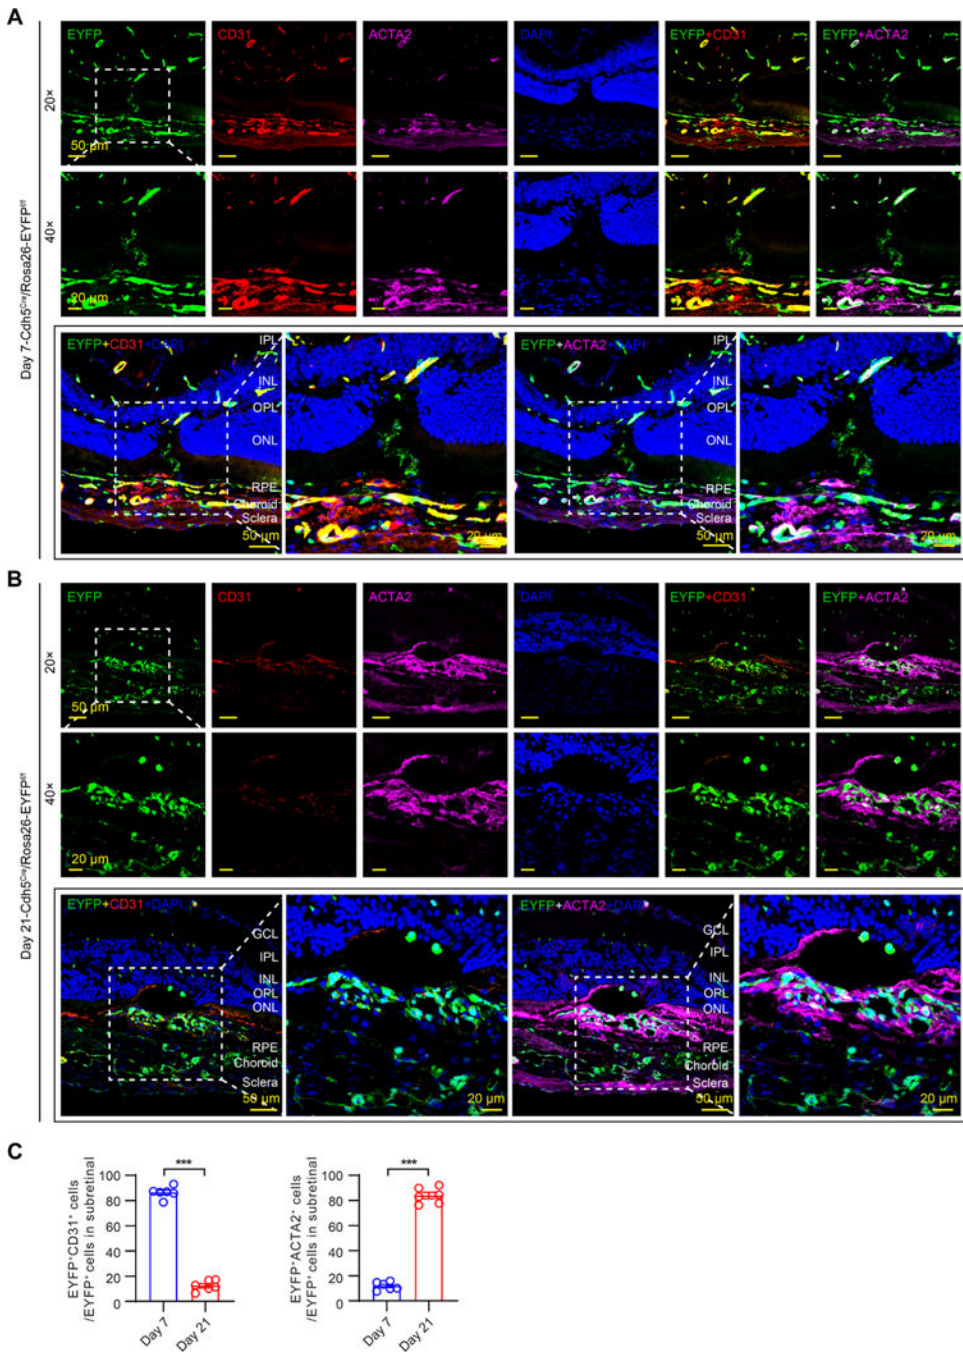 A
EYFP CD31 ACTA2 DAPI EYFP+CD31 EYFP+ACTA2
20×
50 µm
40×
20 µm
Day 7-Cdh5Cre/Rosa26-EYFPf/f
EYFP+CD31+DAPI
IPL
INL
OPL
ONL
RPE
Choroid
Sclera
50 µm
20 µm
EYFP+ACTA2+DAPI
IPL
INL
OPL
ONL
RPE
Choroid
Sclera
50 µm
20 µm
B
EYFP CD31 ACTA2 DAPI EYFP+CD31 EYFP+ACTA2
20×
50 µm
40×
20 µm
Day 21-Cdh5Cre/Rosa26-EYFPf/f
EYFP+CD31+DAPI
GCL
IPL
INL
OPL
ONL
RPE
Choroid
Sclera
50 µm
20 µm
EYFP+ACTA2+DAPI
GCL
IPL
INL
OPL
ONL
RPE
Choroid
Sclera
50 µm
20 µm
C
EYFP+CD31+ cells
/EYFP+ cells in subretinal
100
80
60
40
20
0
***
Day 7
Day 21
EYFP+ACTA2+ cells
/EYFP+ cells in subretinal
100
80
60
40
20
0
***
Day 7
Day 21